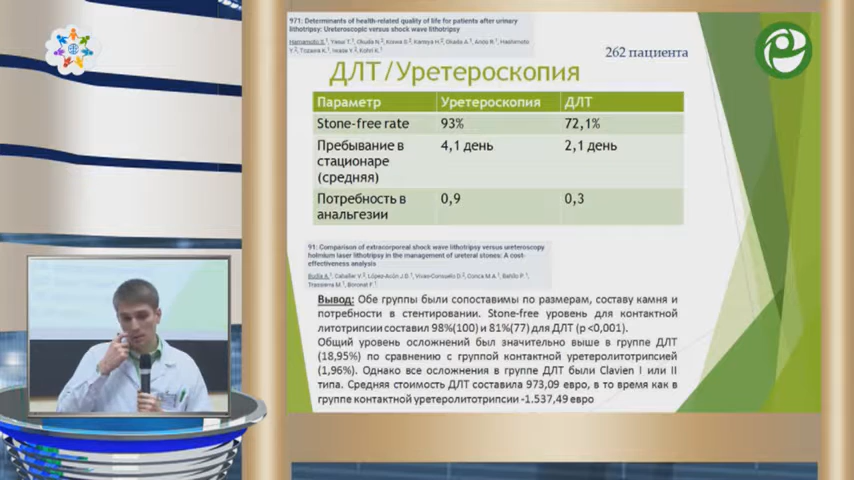 971: Determinants of health-related quality of life for patients after urinary
lithotripsy: Ureteroscopic versus shock wave lithotripsy
262 пациента
ДЛТ/Уретероскопия
Параметр Уретероскопия ДЛТ
Stone-free rate 93% 72,1%
Пребывание в 4,1 день 2,1 день
стационаре
(средняя)
Потребность в 0,9 0,3
анальгезии
91: Comparison of extracorporeal shock wave lithotripsy versus ureteroscopy
holmium laser lithotripsy in the management of ureteral stones: A cost-
effectiveness analysis
Вывод: Обе группы были сопоставимы по размерам, составу камня и
потребности в стентировании. Stone-free уровень для контактной
литотрипсии составил 98%(100) и 81%(77) для ДЛТ (p <0,001).
Общий уровень осложнений был значительно выше в группе ДЛТ
(18,95%) по сравнению с группой контактной уретеролитотрипсией
(1,96%). Однако все осложнения в группе ДЛТ были Clavien I или II
типа. Средняя стоимость ДЛТ составила 973,09 евро, в то время как в
группе контактной уретеролитотрипсии -1.537,49 евро